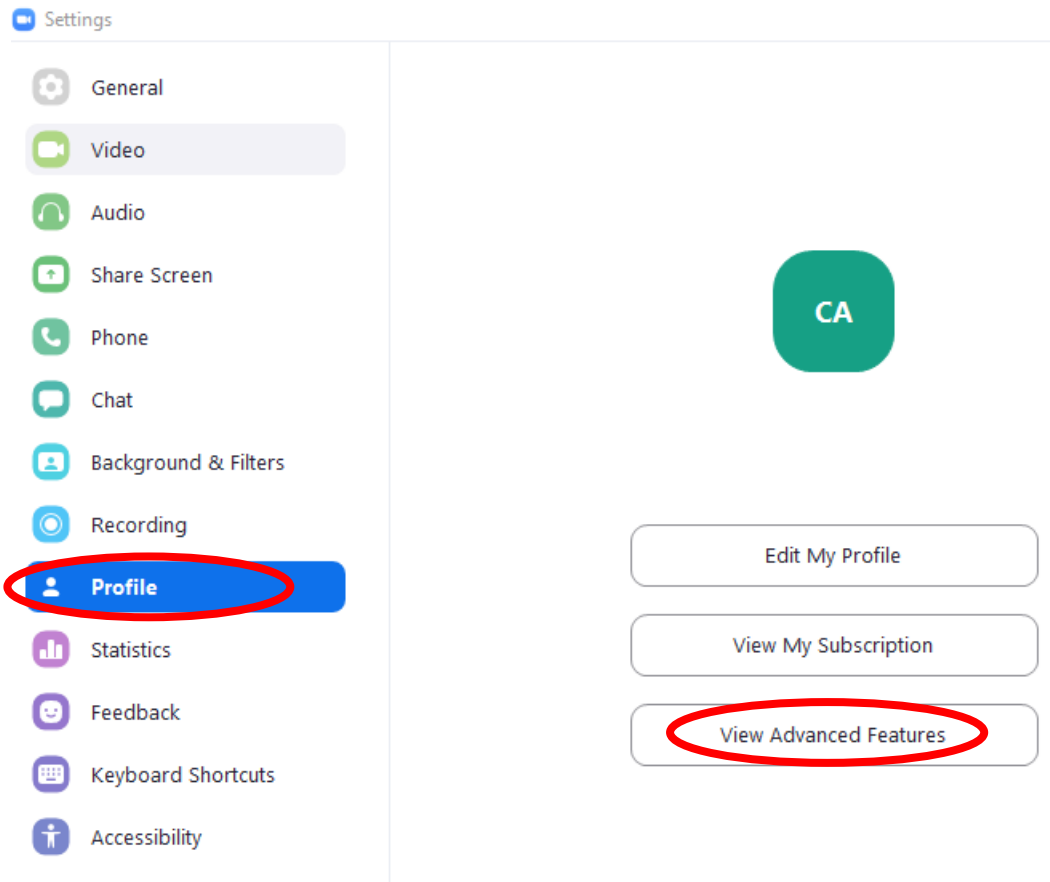 Settings
General
Video
Audio
Share Screen
Phone
Chat
Background & Filters
Recording
Profile
Statistics
Feedback
Keyboard Shortcuts
Accessibility
CA
Edit My Profile
View My Subscription
View Advanced Features